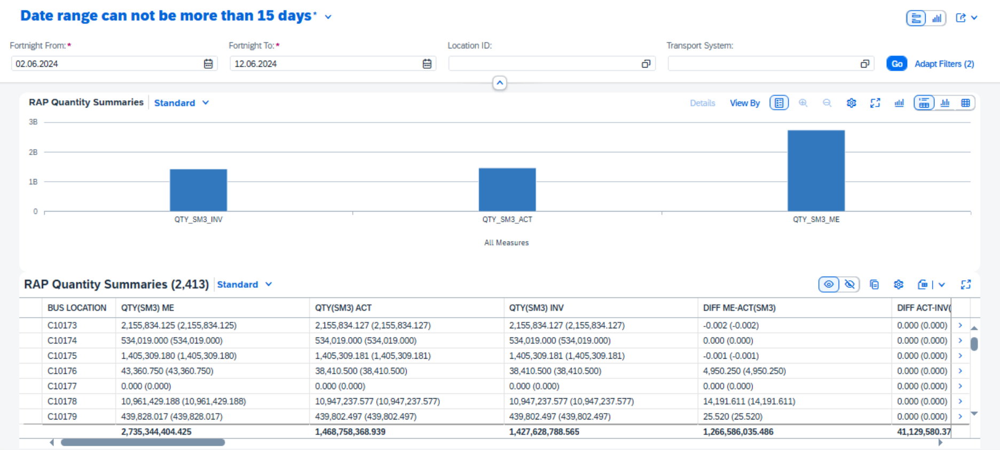 Date range can not be more than 15 days*
Fortnight From:* Fortnight To:* Location ID: Transport System:
02.06.2024 12.06.2024 Go Adapt Filters (2)
RAP Quantity Summaries Standard Details View By
3B
2B
1B
0
QTY_SM3_INV QTY_SM3_ACT QTY_SM3_ME
All Measures
RAP Quantity Summaries (2,413) Standard
BUS LOCATION QTY(SM3) ME QTY(SM3) ACT QTY(SM3) INV DIFF ME-ACT(SM3) DIFF ACT-INV(
C10173 2,155,834.125 (2,155,834.125) 2,155,834.127 (2,155,834.127) 2,155,834.127 (2,155,834.127) -0.002 (-0.002) 0.000 (0.000)
C10174 534,019.000 (534,019.000) 534,019.000 (534,019.000) 534,019.000 (534,019.000) 0.000 (0.000) 0.000 (0.000)
C10175 1,405,309.180 (1,405,309.180) 1,405,309.181 (1,405,309.181) 1,405,309.181 (1,405,309.181) -0.001 (-0.001) 0.000 (0.000)
C10176 43,360.750 (43,360.750) 38,410.500 (38,410.500) 38,410.500 (38,410.500) 4,950.250 (4,950.250) 0.000 (0.000)
C10177 0.000 (0.000) 0.000 (0.000) 0.000 (0.000) 0.000 (0.000) 0.000 (0.000)
C10178 10,961,429.188 (10,961,429.188) 10,947,237.577 (10,947,237.577) 10,947,237.577 (10,947,237.577) 14,191.611 (14,191.611) 0.000 (0.000)
C10179 439,828.017 (439,828.017) 439,802.497 (439,802.497) 439,802.497 (439,802.497) 25.520 (25.520) 0.000 (0.000)
2,735,344,404.425 1,468,758,368.939 1,427,628,788.565 1,266,586,035.486 41,129,580.37